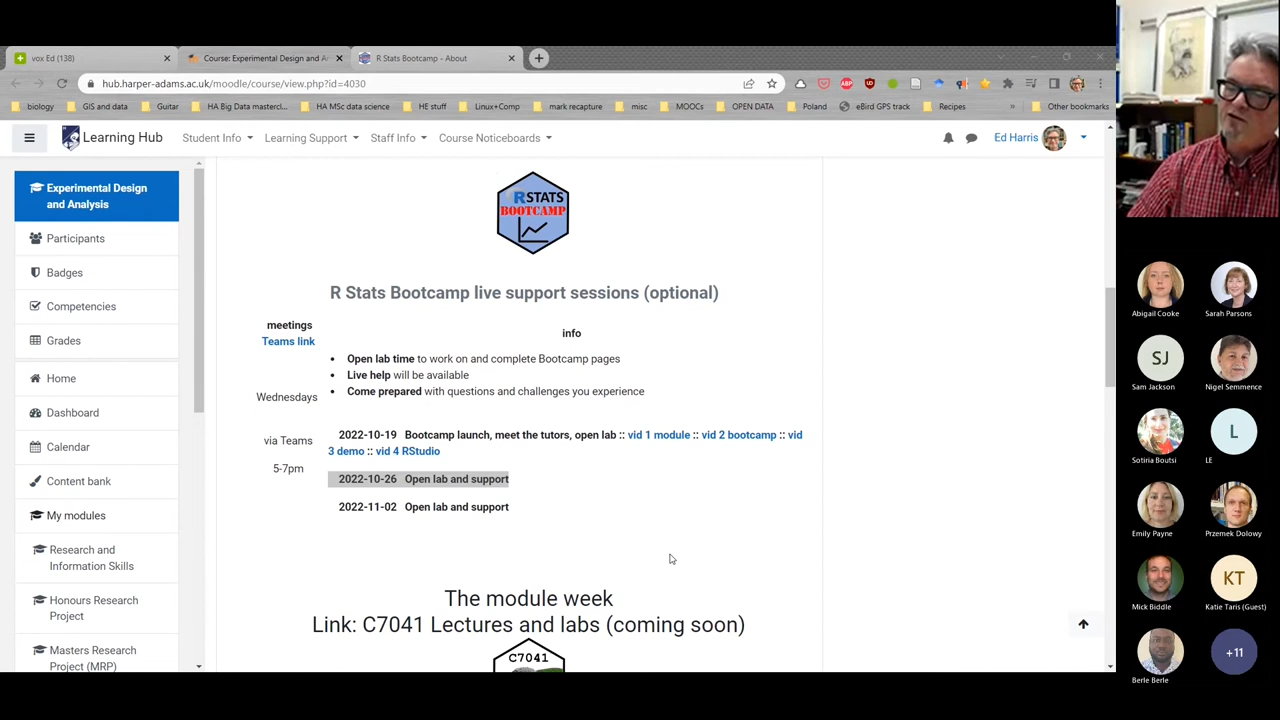 vox Ed (138)
Course: Experimental Design and A
R Stats Bootcamp - About
hub.harper-adams.ac.uk/moodle/course/view.php?id=4030
biology
GIS and data
Guitar
HA Big Data mastercl...
HA MSc data science
HE stuff
Linux+Comp
mark recapture
misc
MOOCs
OPEN DATA
Poland
eBird GPS track
Recipes
»
Other bookmarks
Learning Hub
Student Info
Learning Support
Staff Info
Course Noticeboards
Ed Harris
Experimental Design
and Analysis
Participants
Badges
Competencies
Grades
Home
Dashboard
Calendar
Content bank
My modules
Research and
Information Skills
Honours Research
Project
Masters Research
Project (MRP)
RSTATS
BOOTCAMP
R Stats Bootcamp live support sessions (optional)
meetings
Teams link
info
Open lab time to work on and complete Bootcamp pages
Live help will be available
Come prepared with questions and challenges you experience
Wednesdays
via Teams
5-7pm
2022-10-19 Bootcamp launch, meet the tutors, open lab :: vid 1 module :: vid 2 bootcamp :: vid
3 demo :: vid 4 RStudio
2022-10-26 Open lab and support
2022-11-02 Open lab and support
The module week
Link: C7041 Lectures and labs (coming soon)
C7041
Abigail Cooke
Sarah Parsons
SJ
Sam Jackson
Nigel Semmence
Sotiria Boutsi
L
LE
Emily Payne
Przemek Dolowy
Mick Biddle
KT
Katie Taris (Guest)
Berle Berle
+11